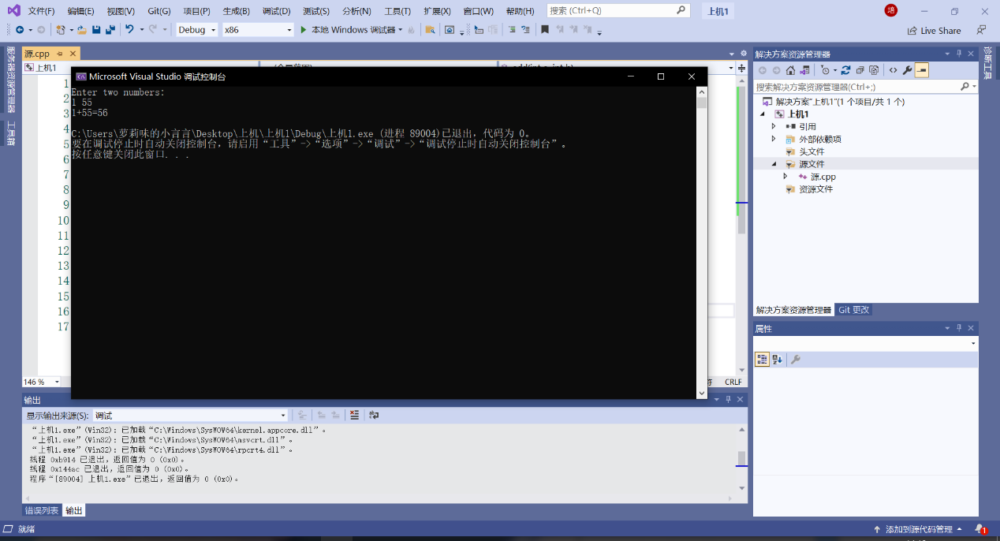 文件(F) 编辑(E) 视图(V) Git(G) 项目(P) 生成(B) 调试(D) 测试(S) 分析(N) 工具(T) 扩展(X) 窗口(W) 帮助(H) 搜索 (Ctrl+Q) 上机1 培
Debug x86 本地 Windows 调试器 Live Share
服务器资源管理器
工具箱
源.cpp
上机1
1
2
3
4
5
6
7
8
9
10
11
12
13
14
15
16
17
Microsoft Visual Studio 调试控制台
Enter two numbers:
1 55
1+55=56
C:\Users\萝莉味的小言言\Desktop\上机\上机1\Debug\上机1.exe (进程 89004)已退出，代码为 0。
要在调试停止时自动关闭控制台，请启用“工具”->“选项”->“调试”->“调试停止时自动关闭控制台”。
按任意键关闭此窗口. . .
146 %
CRLF
输出
显示输出来源(S): 调试
“上机1.exe”(Win32): 已加载“C:\Windows\SysWOW64\kernel.appcore.dll”。
“上机1.exe”(Win32): 已加载“C:\Windows\SysWOW64\msvcrt.dll”。
“上机1.exe”(Win32): 已加载“C:\Windows\SysWOW64\rpcrt4.dll”。
线程 0xb914 已退出，返回值为 0 (0x0)。
线程 0x144ac 已退出，返回值为 0 (0x0)。
程序“[89004] 上机1.exe”已退出，返回值为 0 (0x0)。
错误列表 输出
解决方案资源管理器
搜索解决方案资源管理器(Ctrl+;)
解决方案"上机1"(1 个项目/共 1 个)
上机1
引用
外部依赖项
头文件
源文件
源.cpp
资源文件
解决方案资源管理器 Git 更改
属性
诊断工具
就绪 添加到源代码管理 1